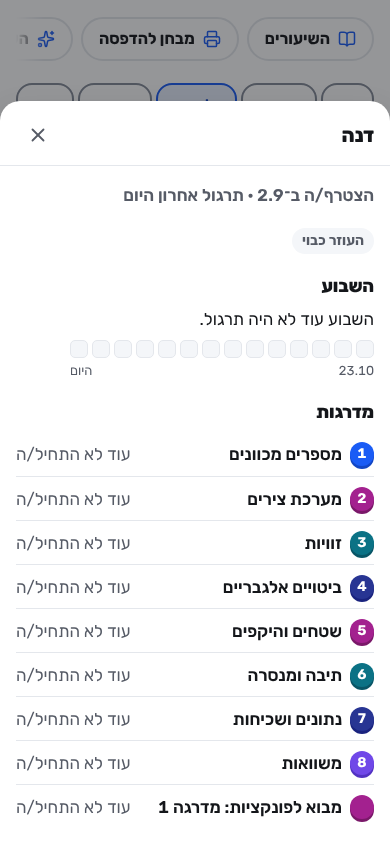 השיעורים
מבחן להדפסה
דנה
הצטרף/ה ב־2.9 • תרגול אחרון היום
העוזר כבוי
השבוע
השבוע עוד לא היה תרגול.
23.10
היום
מדרגות
1 מספרים מכוונים עוד לא התחיל/ה
2 מערכת צירים עוד לא התחיל/ה
3 זוויות עוד לא התחיל/ה
4 ביטויים אלגבריים עוד לא התחיל/ה
5 שטחים והיקפים עוד לא התחיל/ה
6 תיבה ומנסרה עוד לא התחיל/ה
7 נתונים ושכיחות עוד לא התחיל/ה
8 משוואות עוד לא התחיל/ה
מבוא לפונקציות: מדרגה 1 עוד לא התחיל/ה